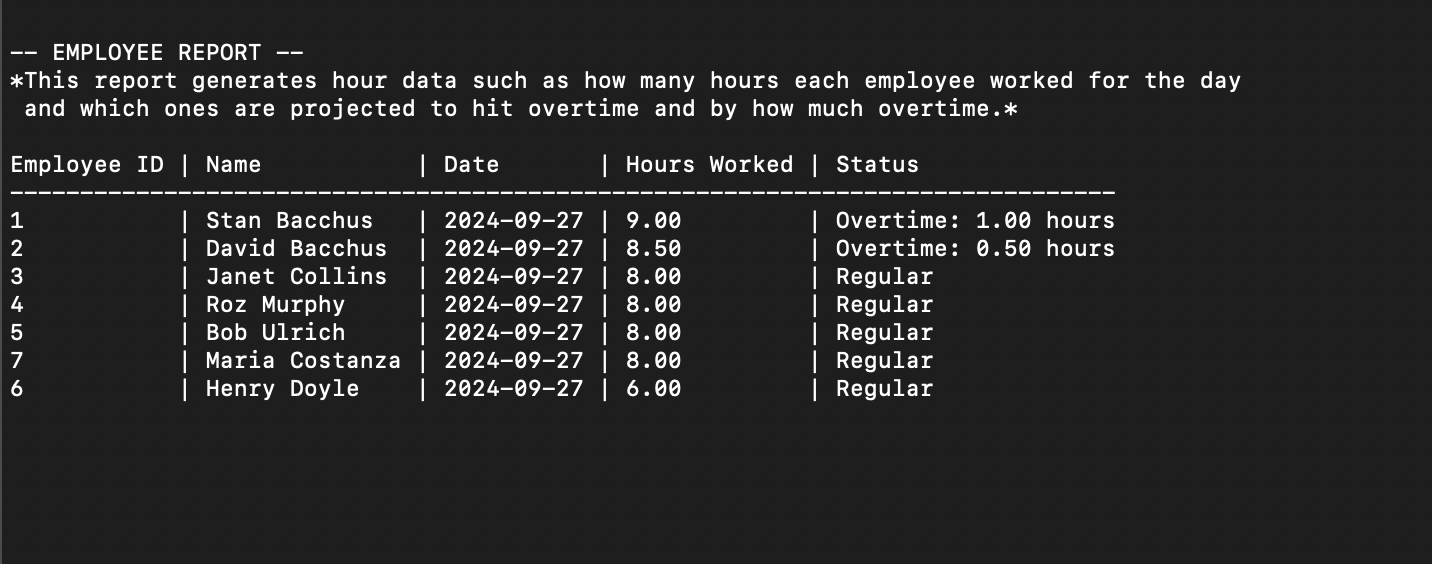 -- EMPLOYEE REPORT --
*This report generates hour data such as how many hours each employee worked for the day
 and which ones are projected to hit overtime and by how much overtime.*
Employee ID | Name           | Date       | Hours Worked | Status
-------------------------------------------------------------------------------
1           | Stan Bacchus   | 2024-09-27 | 9.00         | Overtime: 1.00 hours
2           | David Bacchus  | 2024-09-27 | 8.50         | Overtime: 0.50 hours
3           | Janet Collins  | 2024-09-27 | 8.00         | Regular
4           | Roz Murphy     | 2024-09-27 | 8.00         | Regular
5           | Bob Ulrich     | 2024-09-27 | 8.00         | Regular
7           | Maria Costanza | 2024-09-27 | 8.00         | Regular
6           | Henry Doyle    | 2024-09-27 | 6.00         | Regular